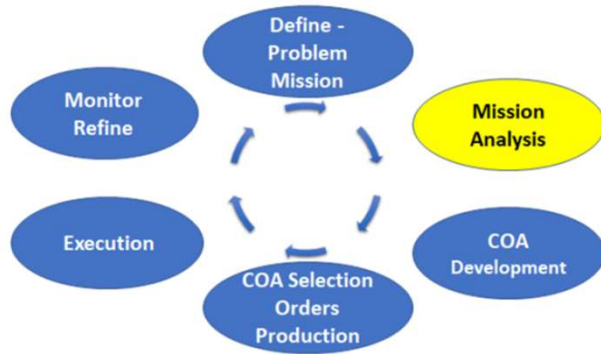 Define -
Problem
Mission
Mission
Analysis
COA
Development
COA Selection
Orders
Production
Execution
Monitor
Refine